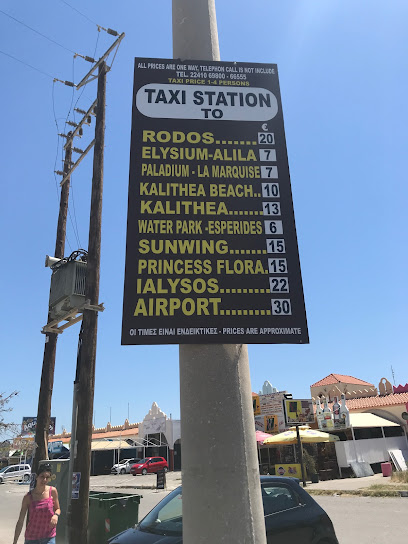 ALL PRICES ARE ONE WAY, TELEPHON CALL IS NOT INCLUDE
TEL. 22410 69800 - 66555
TAXI PRICE 1-4 PERSONS
TAXI STATION
TO
€
RODOS....... 20
ELYSIUM-ALILA 7
PALADIUM - LA MARQUISE 7
KALITHEA BEACH.. 10
KALITHEA....... 13
WATER PARK -ESPERIDES 6
SUNWING....... 15
PRINCESS FLORA. 15
IALYSOS........ 22
AIRPORT....... 30
ΟΙ ΤΙΜΕΣ ΕΙΝΑΙ ΕΝΔΕΙΚΤΙΚΕΣ - PRICES ARE APPROXIMATE